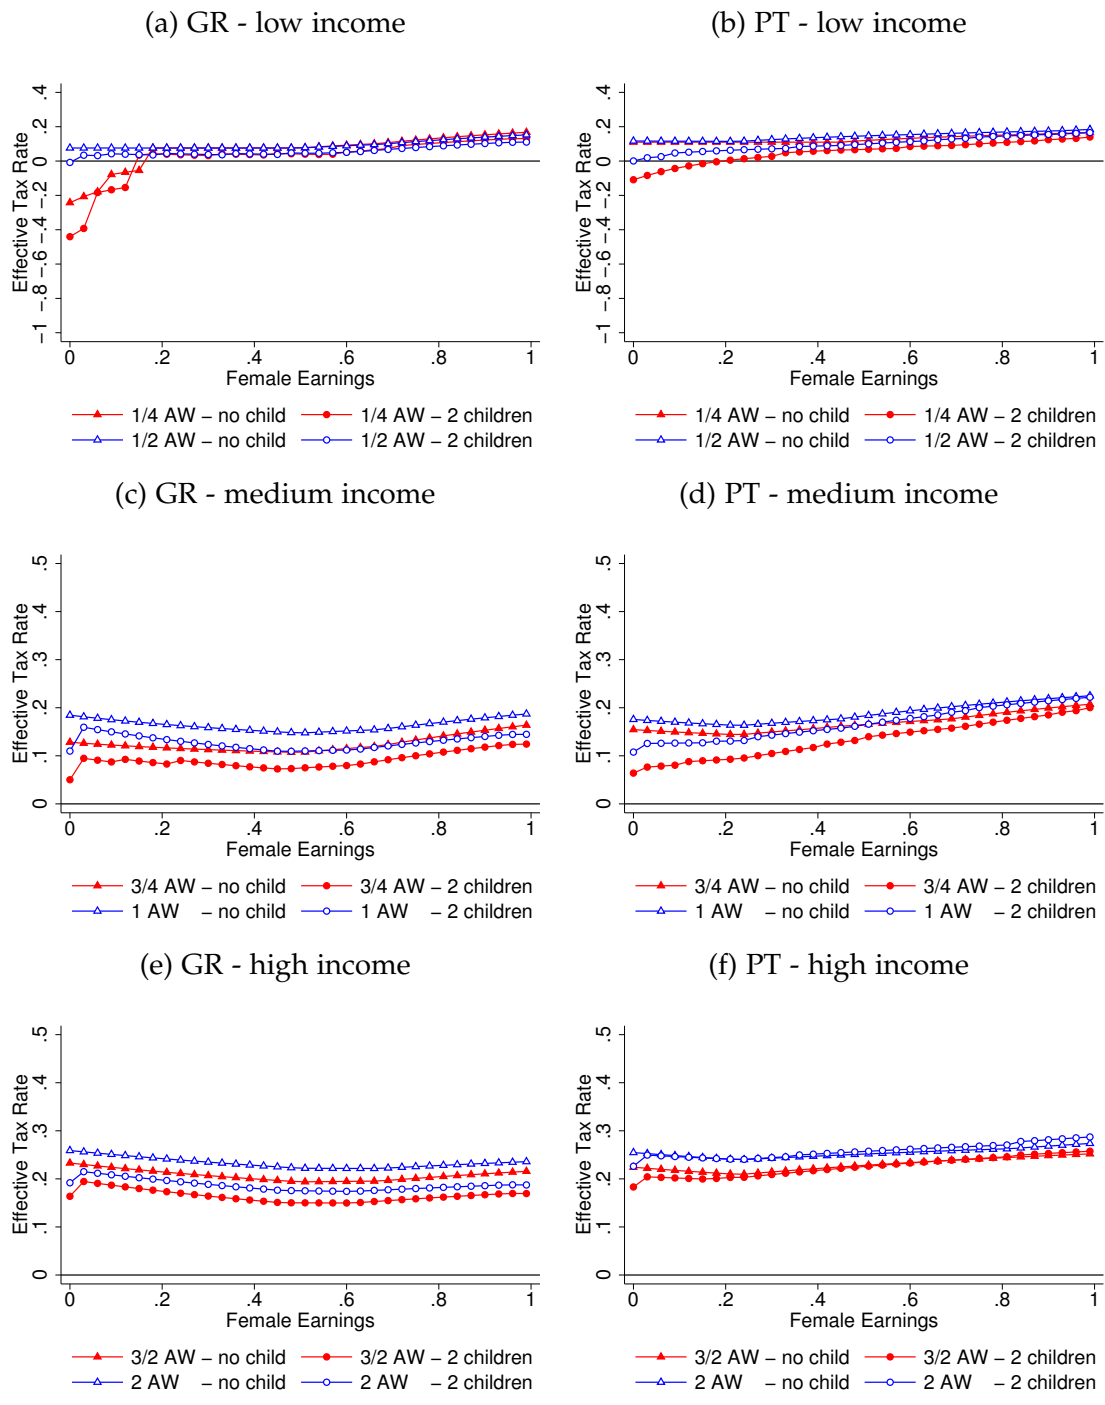 (a) GR - low income
(b) PT - low income
Effective Tax Rate
−1 −.8 −.6 −.4 −.2 0 .2 .4
0 .2 .4 .6 .8 1
Female Earnings
1/4 AW − no child 1/4 AW − 2 children
1/2 AW − no child 1/2 AW − 2 children
Effective Tax Rate
−1 −.8 −.6 −.4 −.2 0 .2 .4
0 .2 .4 .6 .8 1
Female Earnings
1/4 AW − no child 1/4 AW − 2 children
1/2 AW − no child 1/2 AW − 2 children
(c) GR - medium income
(d) PT - medium income
Effective Tax Rate
0 .1 .2 .3 .4 .5
0 .2 .4 .6 .8 1
Female Earnings
3/4 AW − no child 3/4 AW − 2 children
1 AW − no child 1 AW − 2 children
Effective Tax Rate
0 .1 .2 .3 .4 .5
0 .2 .4 .6 .8 1
Female Earnings
3/4 AW − no child 3/4 AW − 2 children
1 AW − no child 1 AW − 2 children
(e) GR - high income
(f) PT - high income
Effective Tax Rate
0 .1 .2 .3 .4 .5
0 .2 .4 .6 .8 1
Female Earnings
3/2 AW − no child 3/2 AW − 2 children
2 AW − no child 2 AW − 2 children
Effective Tax Rate
0 .1 .2 .3 .4 .5
0 .2 .4 .6 .8 1
Female Earnings
3/2 AW − no child 3/2 AW − 2 children
2 AW − no child 2 AW − 2 children